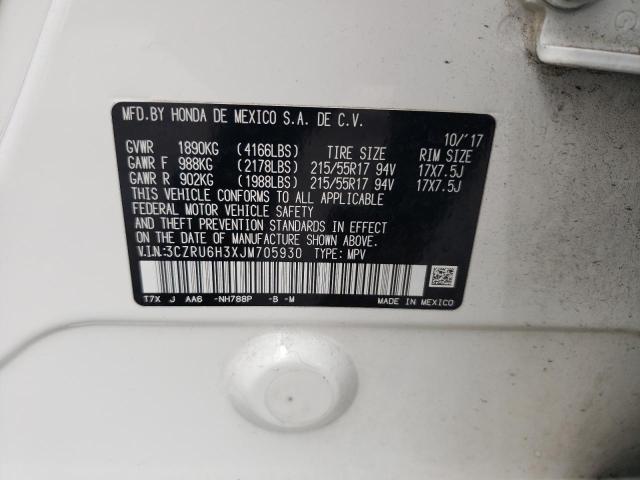 MFD.BY HONDA DE MEXICO S.A. DE C.V.
10/'17
GVWR 1890KG (4166LBS) TIRE SIZE RIM SIZE
GAWR F 988KG (2178LBS) 215/55R17 94V 17X7.5J
GAWR R 902KG (1988LBS) 215/55R17 94V 17X7.5J
THIS VEHICLE CONFORMS TO ALL APPLICABLE
FEDERAL MOTOR VEHICLE SAFETY
AND THEFT PREVENTION STANDARDS IN EFFECT
ON THE DATE OF MANUFACTURE SHOWN ABOVE.
V.I.N:3CZRU6H3XJM705930 TYPE: MPV
T7X J AA6 -NH788P -B -M MADE IN MEXICO